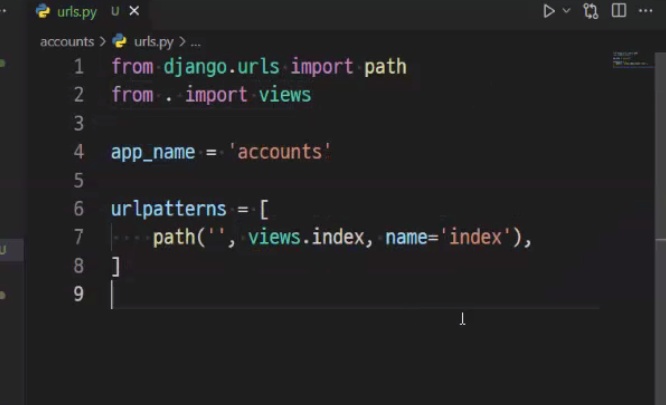 urls.py U
accounts > urls.py > ...
1 from django.urls import path
2 from . import views
3
4 app_name = 'accounts'
5
6 urlpatterns = [
7     path('', views.index, name='index'),
8 ]
9
U